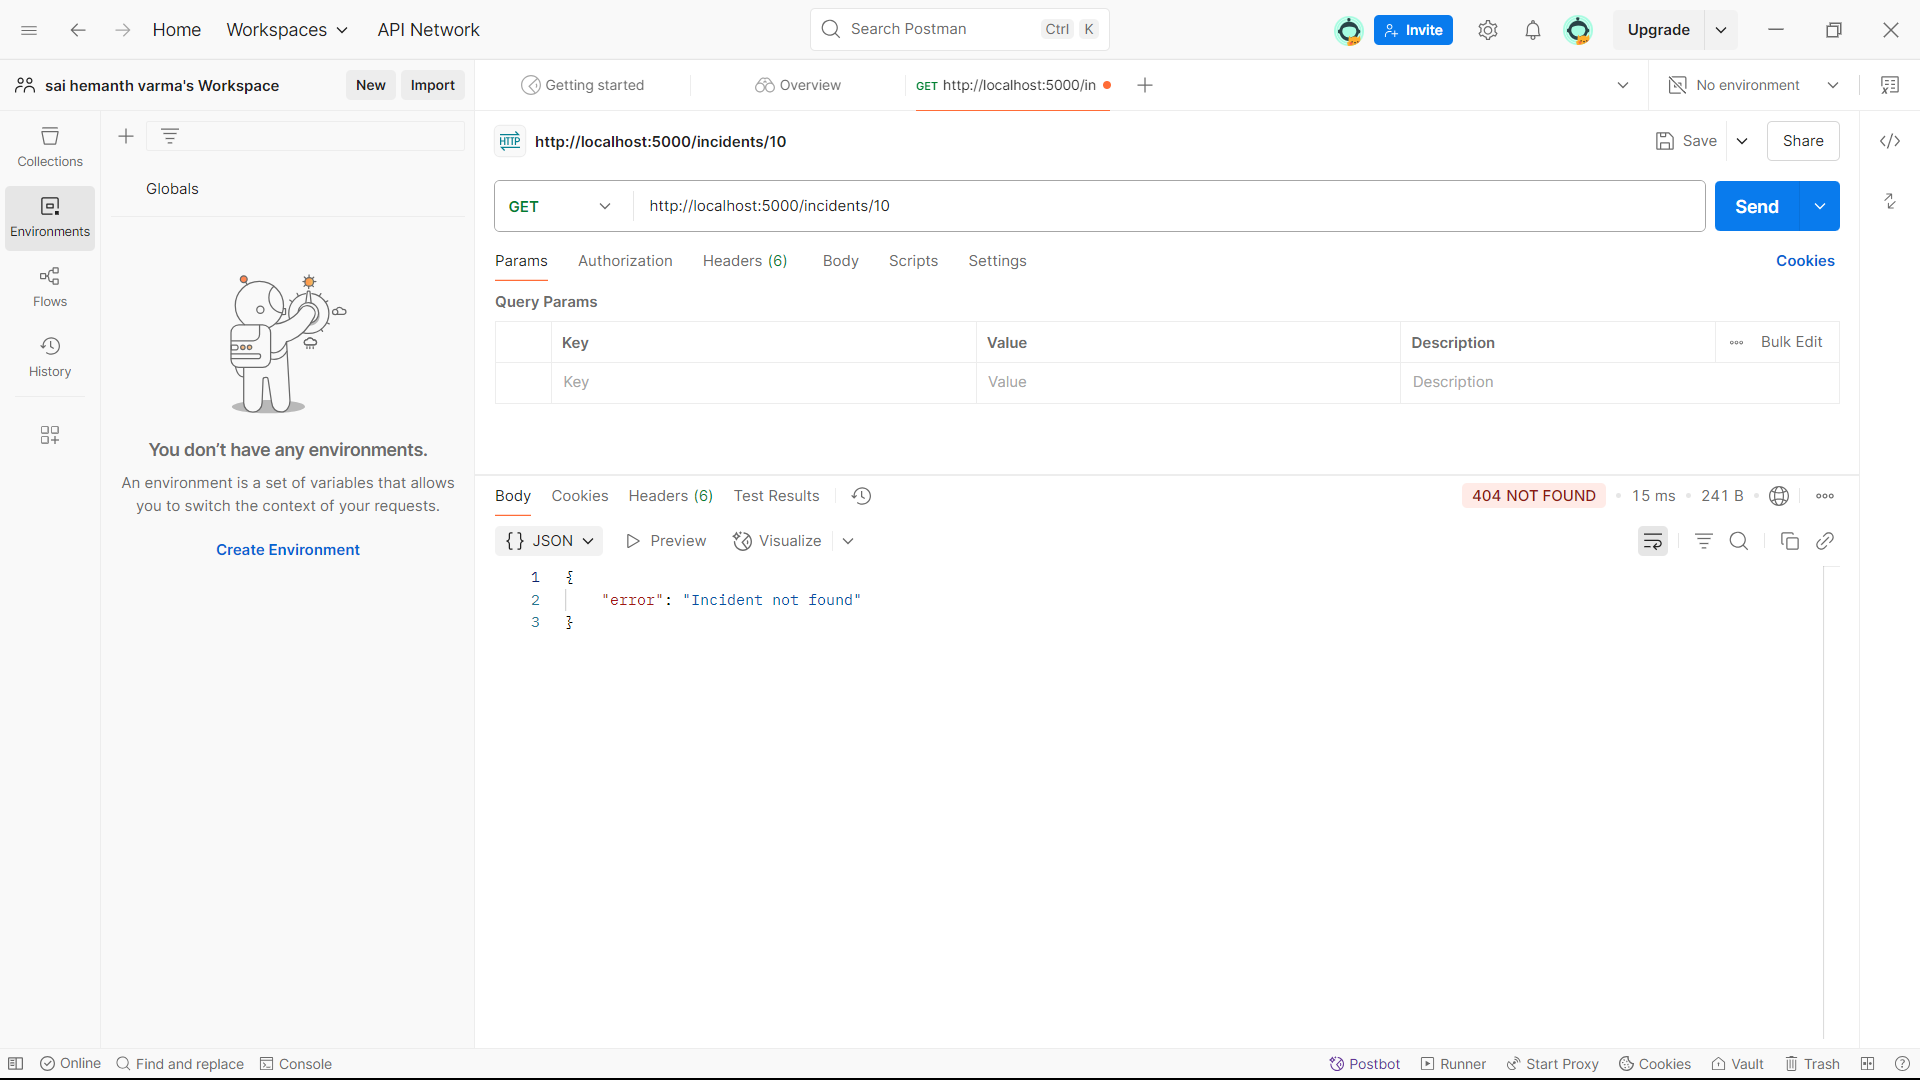 Home
Workspaces
API Network
Search Postman
Ctrl K
Invite
Upgrade
sai hemanth varma's Workspace
New
Import
Getting started
Overview
GET http://localhost:5000/in
No environment
Collections
Environments
Flows
History
Globals
You don’t have any environments.
An environment is a set of variables that allows
you to switch the context of your requests.
Create Environment
HTTP
http://localhost:5000/incidents/10
Save
Share
GET
http://localhost:5000/incidents/10
Send
Params
Authorization
Headers (6)
Body
Scripts
Settings
Cookies
Query Params
Key
Value
Description
Bulk Edit
Key
Value
Description
Body
Cookies
Headers (6)
Test Results
404 NOT FOUND
15 ms
241 B
{} JSON
Preview
Visualize
1 {
2 "error": "Incident not found"
3 }
Online
Find and replace
Console
Postbot
Runner
Start Proxy
Cookies
Vault
Trash